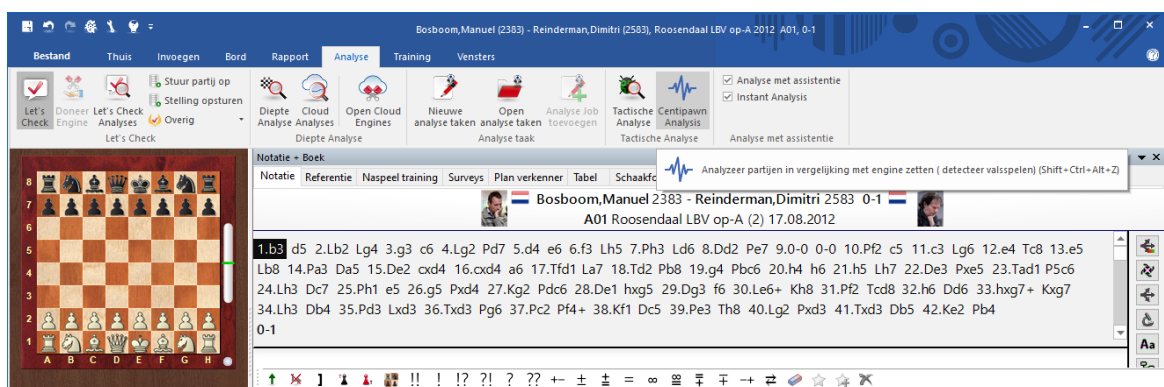 Bosboom,Manuel (2383) - Reinderman,Dimitri (2583), Roosendaal LBV op-A 2012 A01, 0-1
Bestand Thuis Invoegen Bord Rapport Analyse Training Vensters
Let's Check
Doneer Engine
Let's Check Analyses
Stuur partij op
Stelling opsturen
Overig
Let's Check
Diepte Analyse
Cloud Analyses
Open Cloud Engines
Diepte Analyse
Nieuwe analyse taken
Open analyse taken
Analyse Job toevoegen
Analyse taak
Tactische Analyse
Centipawn Analysis
Tactische Analyse
Analyse met assistentie
Instant Analysis
Analyse met assistentie
Notatie + Boek
Notatie Referentie Naspeel training Surveys Plan verkenner Tabel Schaakfo
Analyzeer partijen in vergelijking met engine zetten ( detecteer valsspelen) (Shift+Ctrl+Alt+Z)
Bosboom,Manuel 2383 - Reinderman,Dimitri 2583 0-1
A01 Roosendaal LBV op-A (2) 17.08.2012
1.b3 d5 2.Lb2 Lg4 3.g3 c6 4.Lg2 Pd7 5.d4 e6 6.f3 Lh5 7.Ph3 Ld6 8.Dd2 Pe7 9.0-0 0-0 10.Pf2 c5 11.c3 Lg6 12.e4 Tc8 13.e5
Lb8 14.Pa3 Da5 15.De2 cxd4 16.cxd4 a6 17.Tfd1 La7 18.Td2 Pb8 19.g4 Pbc6 20.h4 h6 21.h5 Lh7 22.De3 Pxe5 23.Tad1 P5c6
24.Lh3 Dc7 25.Ph1 e5 26.g5 Pxd4 27.Kg2 Pdc6 28.De1 hxg5 29.Dg3 f6 30.Le6+ Kh8 31.Pf2 Tcd8 32.h6 Dd6 33.hxg7+ Kxg7
34.Lh3 Db4 35.Pd3 Lxd3 36.Txd3 Pg6 37.Pc2 Pf4+ 38.Kf1 Dc5 39.Pe3 Th8 40.Lg2 Pxd3 41.Txd3 Db5 42.Ke2 Pb4
0-1
8
7
6
5
4
3
2
1
A B C D E F G H
Aa
] !! ! !? ?! ? ?? +- ± ⩲ = ∞ ⩱ ∓ -+